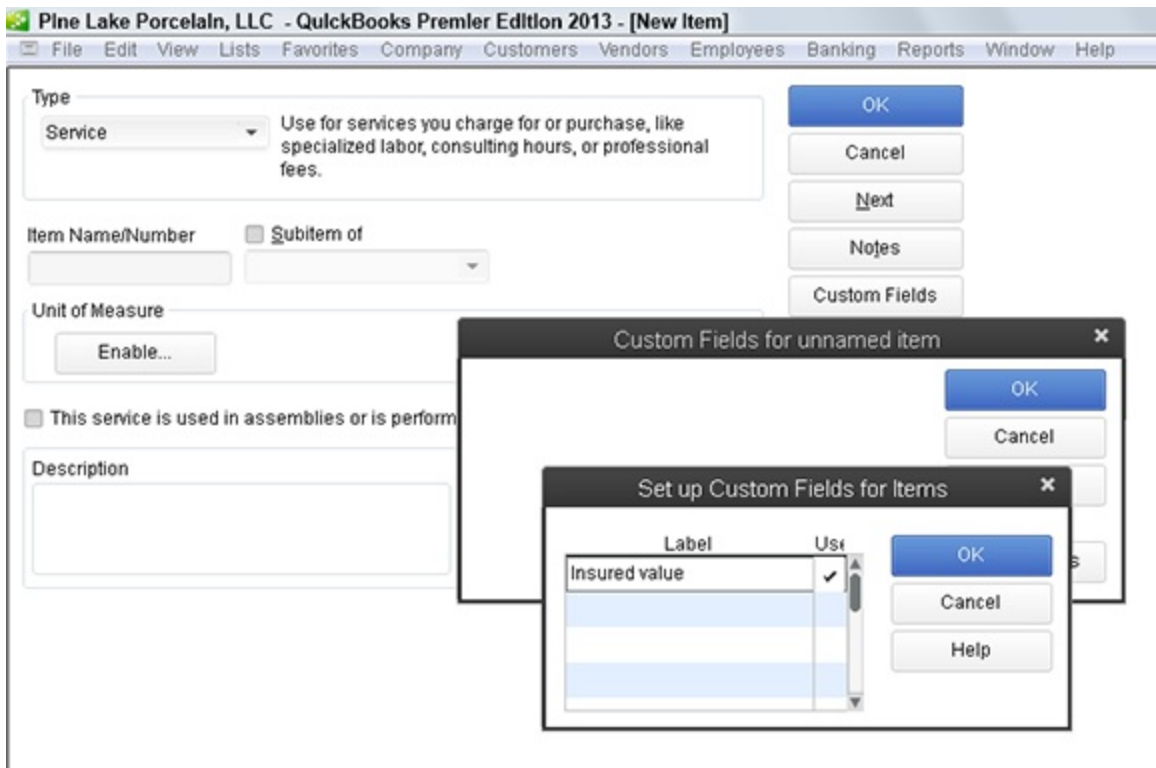 Pine Lake Porcelain, LLC - QuickBooks Premier Edition 2013 - [New Item]
File Edit View Lists Favorites Company Customers Vendors Employees Banking Reports Window Help
Type
Service
Use for services you charge for or purchase, like
specialized labor, consulting hours, or professional
fees.
OK
Cancel
Next
Notes
Custom Fields
Item Name/Number
Subitem of
Unit of Measure
Enable...
This service is used in assemblies or is perform
Description
Custom Fields for unnamed item
OK
Cancel
s
Set up Custom Fields for Items
Label Use
Insured value
OK
Cancel
Help